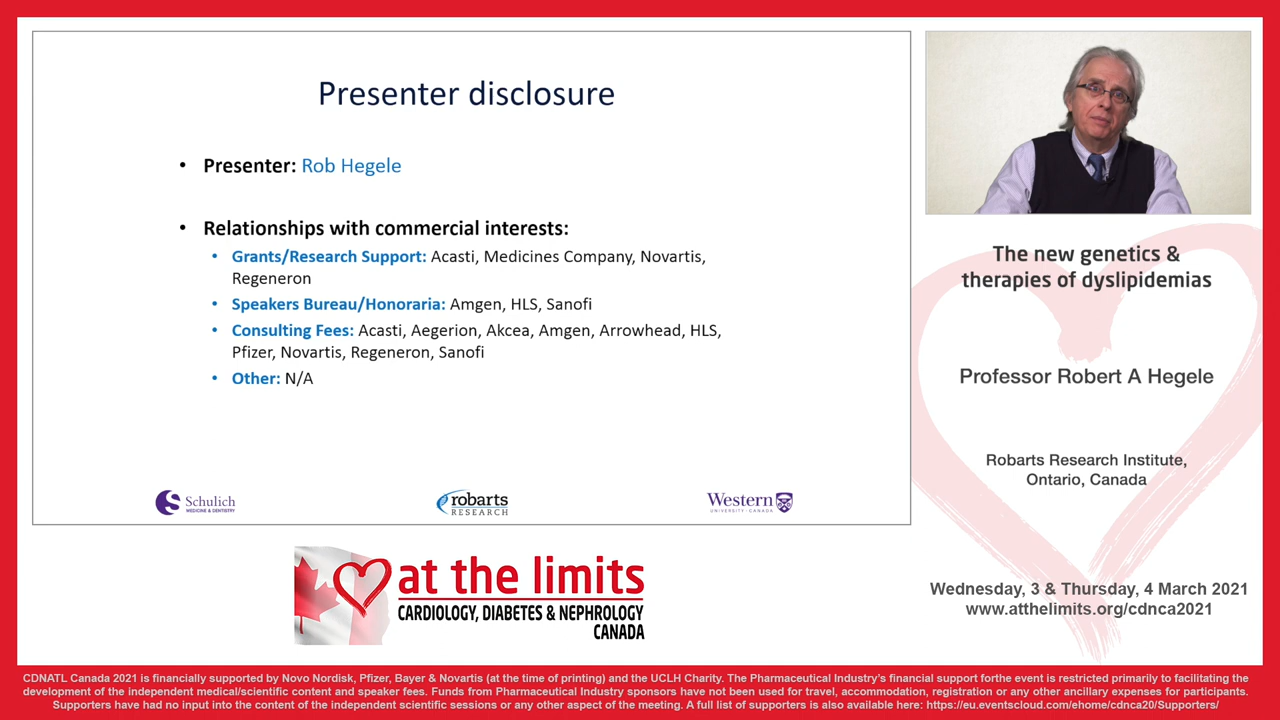 Presenter disclosure
• Presenter: Rob Hegele
• Relationships with commercial interests:
• Grants/Research Support: Acasti, Medicines Company, Novartis,
Regeneron
• Speakers Bureau/Honoraria: Amgen, HLS, Sanofi
• Consulting Fees: Acasti, Aegerion, Akcea, Amgen, Arrowhead, HLS,
Pfizer, Novartis, Regeneron, Sanofi
• Other: N/A
Schulich
MEDICINE & DENTISTRY
robarts
RESEARCH
Western
UNIVERSITY · CANADA
The new genetics &
therapies of dyslipidemias
Professor Robert A Hegele
Robarts Research Institute,
Ontario, Canada
at the limits
CARDIOLOGY, DIABETES & NEPHROLOGY
CANADA
Wednesday, 3 & Thursday, 4 March 2021
www.atthelimits.org/cdnca2021
CDNATL Canada 2021 is financially supported by Novo Nordisk, Pfizer, Bayer & Novartis (at the time of printing) and the UCLH Charity. The Pharmaceutical Industry's financial support forthe event is restricted primarily to facilitating the
development of the independent medical/scientific content and speaker fees. Funds from Pharmaceutical Industry sponsors have not been used for travel, accommodation, registration or any other ancillary expenses for participants.
Supporters have had no input into the content of the independent scientific sessions or any other aspect of the meeting. A full list of supporters is also available here: https://eu.eventscloud.com/ehome/cdnca20/Supporters/